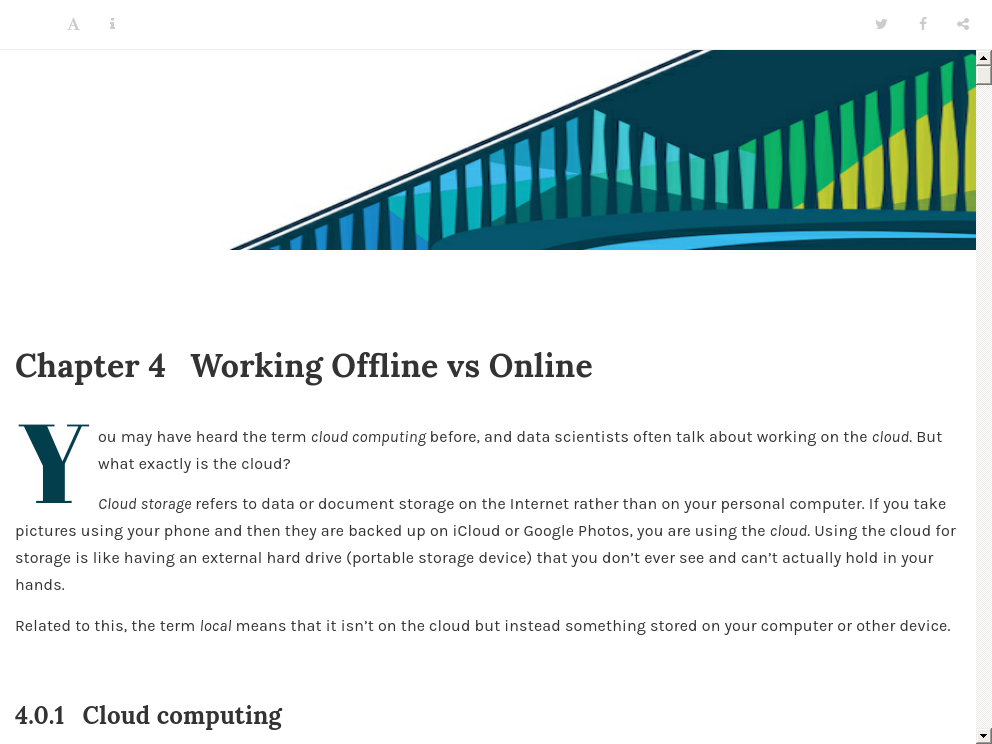 Chapter 4 Working Offline vs Online
You may have heard the term cloud computing before, and data scientists often talk about working on the cloud. But
what exactly is the cloud?
Cloud storage refers to data or document storage on the Internet rather than on your personal computer. If you take
pictures using your phone and then they are backed up on iCloud or Google Photos, you are using the cloud. Using the cloud for
storage is like having an external hard drive (portable storage device) that you don’t ever see and can’t actually hold in your
hands.
Related to this, the term local means that it isn’t on the cloud but instead something stored on your computer or other device.
4.0.1 Cloud computing